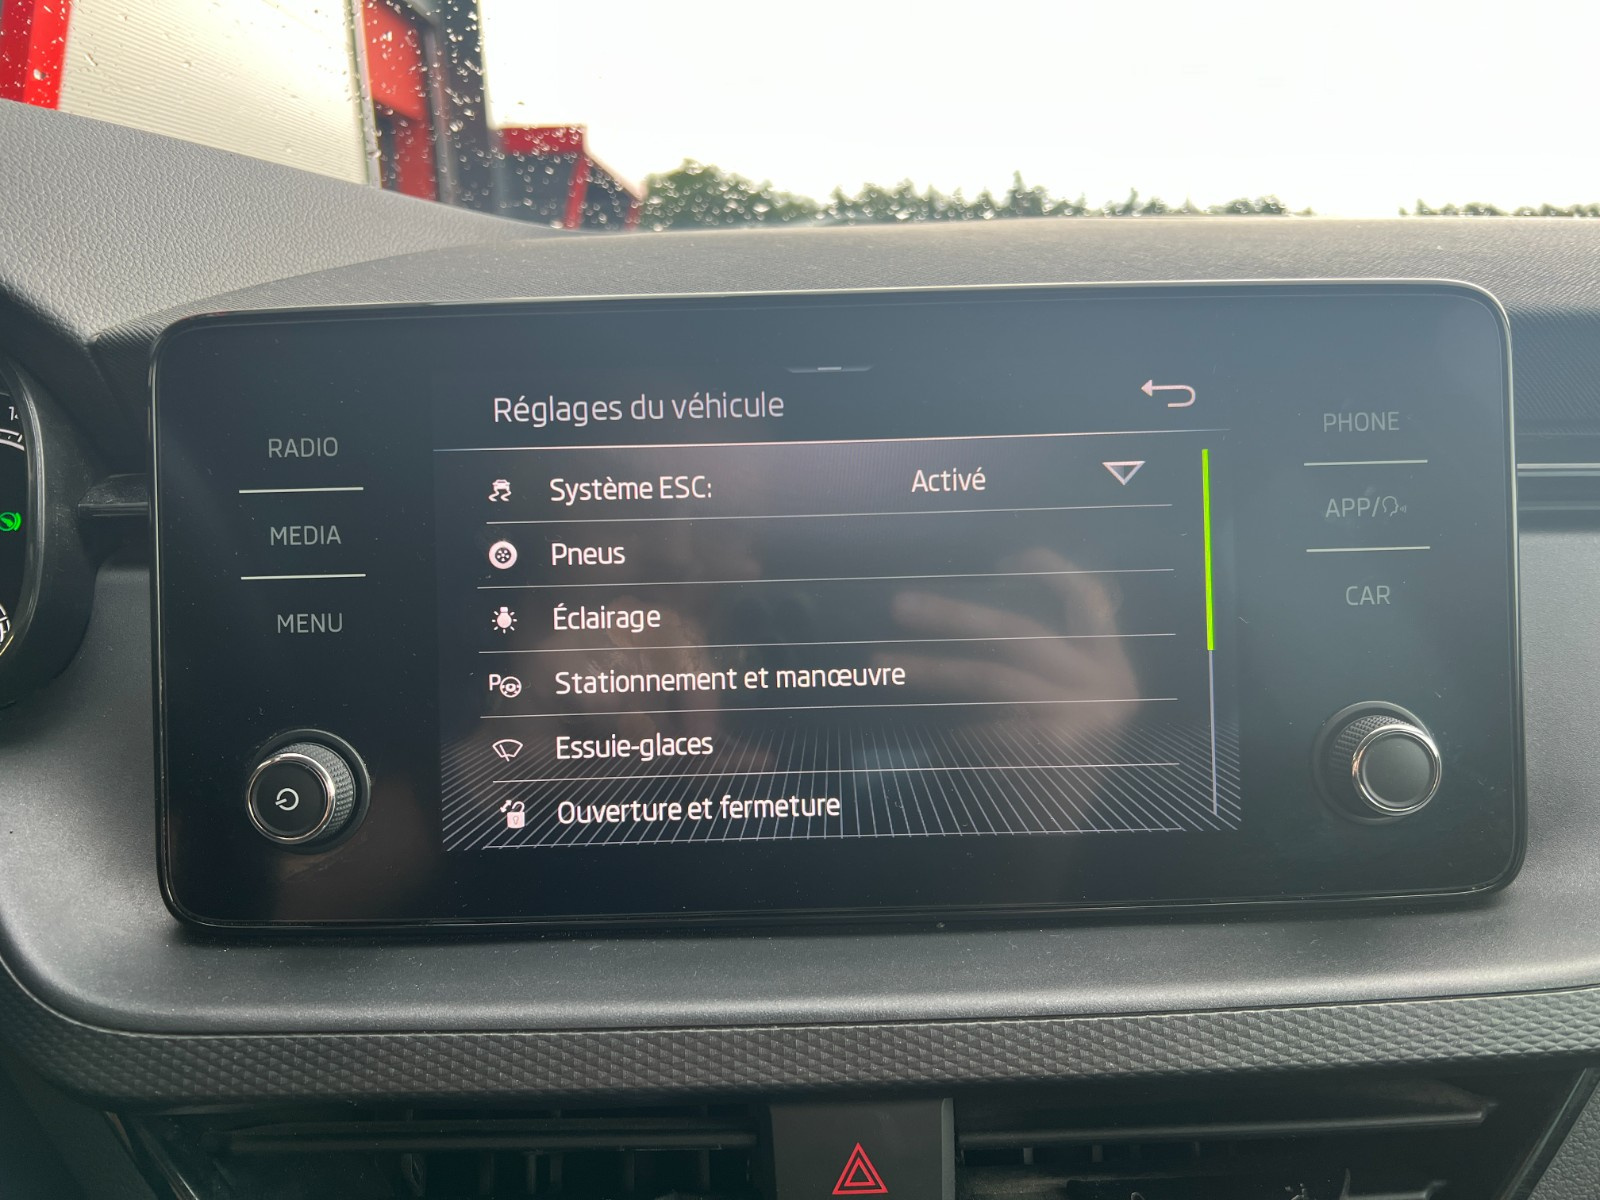 RADIO
MEDIA
MENU
Réglages du véhicule
Système ESC: Activé
Pneus
Éclairage
Stationnement et manœuvre
Essuie-glaces
Ouverture et fermeture
PHONE
APP/
CAR